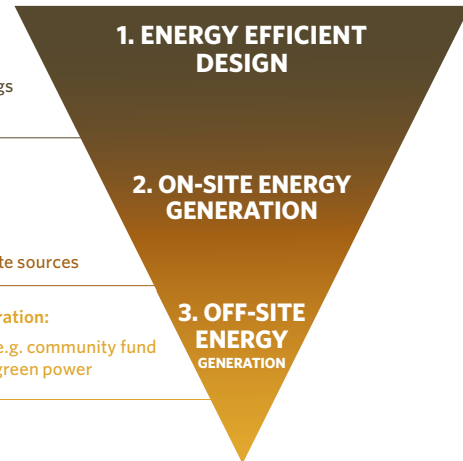 1. ENERGY EFFICIENT
DESIGN
gs
2. ON-SITE ENERGY
GENERATION
te sources
ration:
e.g. community fund
green power
3. OFF-SITE
ENERGY
GENERATION